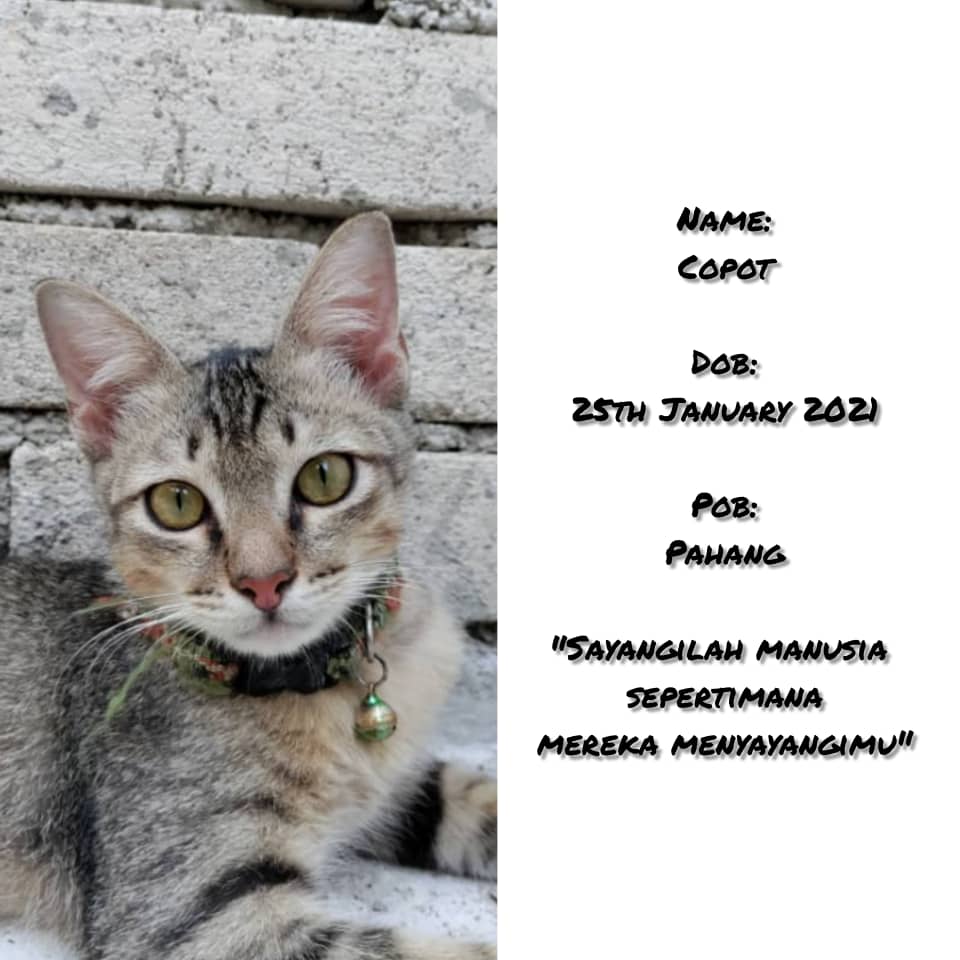 Name:
Copot
Dob:
25th January 2021
Pob:
Pahang
"Sayangilah manusia
sepertimana
mereka menyayangimu"